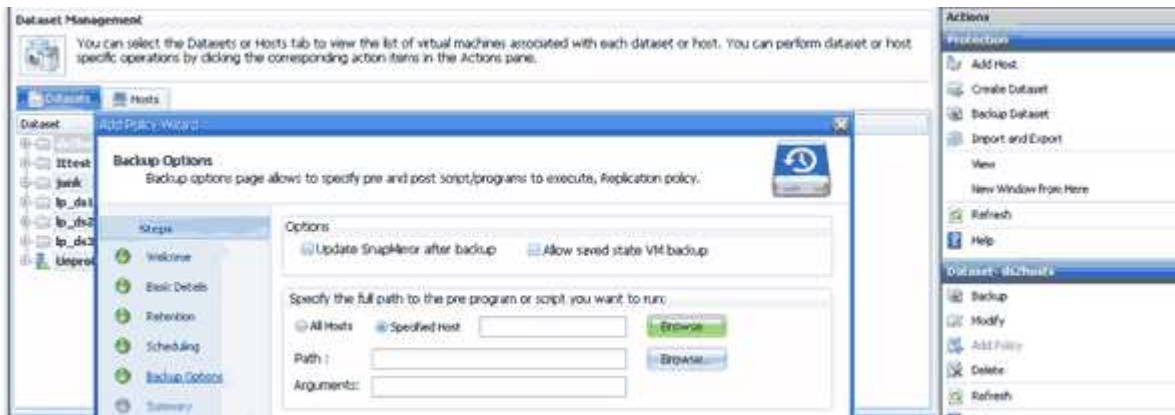 Dataset Management
You can select the Datasets or Hosts tab to view the list of virtual machines associated with each dataset or host. You can perform dataset or host
specific operations by clicking the corresponding action items in the Actions pane.
Datasets
Hosts
Dataset
ITtest
junk
lp_ds1
lp_ds2
lp_ds3
Unprot
Add Policy Wizard
Backup Options
Backup options page allows to specify pre and post script/programs to execute, Replication policy.
Steps
Welcome
Basic Details
Retention
Scheduling
Backup Options
Summary
Options
Update SnapMirror after backup
Allow saved state VM backup
Specify the full path to the pre program or script you want to run:
All Hosts
Specified Host
Browse
Path :
Browse...
Arguments:
Actions
Protection
Add Host
Create Dataset
Backup Dataset
Import and Export
View
New Window from Here
Refresh
Help
Dataset- ds2hosts
Backup
Modify
Add Policy
Delete
Refresh